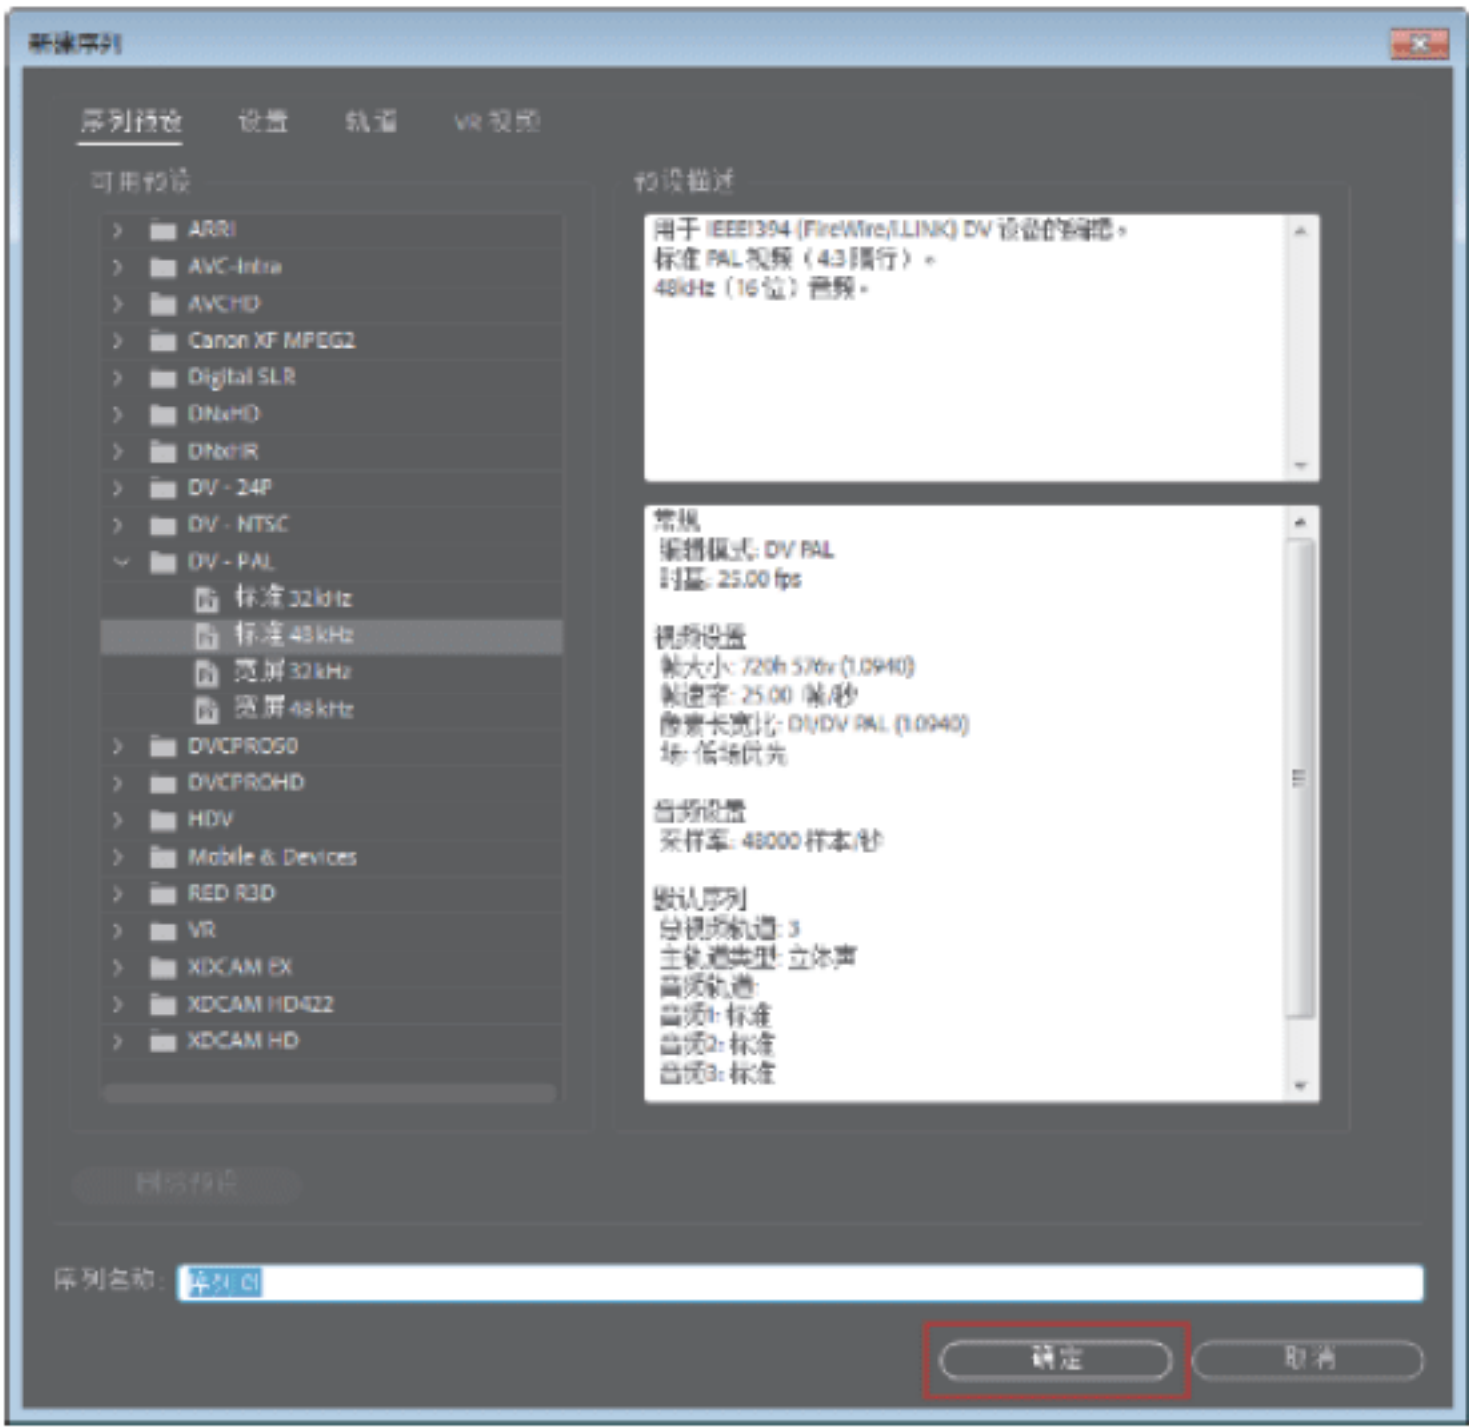 新建序列
序列预设 设置 轨道 VR 视频
可用预设
ARRI
AVC-Intra
AVCHD
Canon XF MPEG2
Digital SLR
DNxHD
DNxHR
DV - 24P
DV - NTSC
DV - PAL
标准 32kHz
标准 48kHz
宽屏 32kHz
宽屏 48kHz
DVCPRO50
DVCPROHD
HDV
Mobile & Devices
RED R3D
VR
XDCAM EX
XDCAM HD422
XDCAM HD
预设描述
用于 IEEE1394 (FireWire/i.LINK) DV 设备的编辑。
标准 PAL 视频（4:3 隔行）。
48kHz（16 位）音频。
常规
编辑模式: DV PAL
时基: 25.00 fps
视频设置
帧大小: 720h 576v (1.0940)
帧速率: 25.00 帧/秒
像素长宽比: D1/DV PAL (1.0940)
场: 低场优先
音频设置
采样率: 48000 样本/秒
默认序列
总视频轨道: 3
主轨道类型: 立体声
音频轨道:
音频1: 标准
音频2: 标准
音频3: 标准
删除预设
序列名称: 序列 01
确定 取消